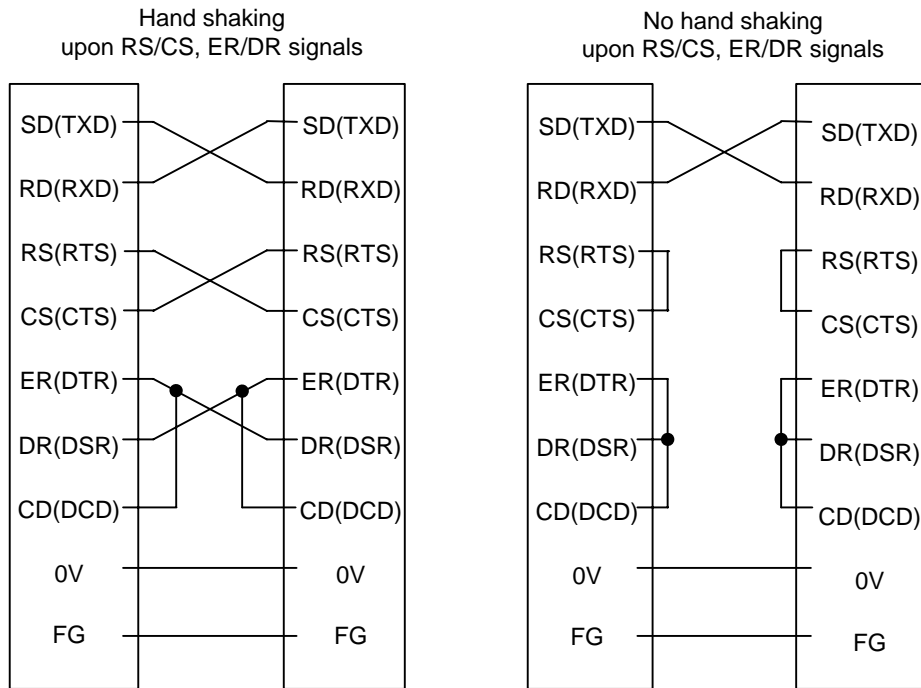 Hand shaking
upon RS/CS, ER/DR signals
SD(TXD)
RD(RXD)
RS(RTS)
CS(CTS)
ER(DTR)
DR(DSR)
CD(DCD)
0V
FG
SD(TXD)
RD(RXD)
RS(RTS)
CS(CTS)
ER(DTR)
DR(DSR)
CD(DCD)
0V
FG
No hand shaking
upon RS/CS, ER/DR signals
SD(TXD)
RD(RXD)
RS(RTS)
CS(CTS)
ER(DTR)
DR(DSR)
CD(DCD)
0V
FG
SD(TXD)
RD(RXD)
RS(RTS)
CS(CTS)
ER(DTR)
DR(DSR)
CD(DCD)
0V
FG